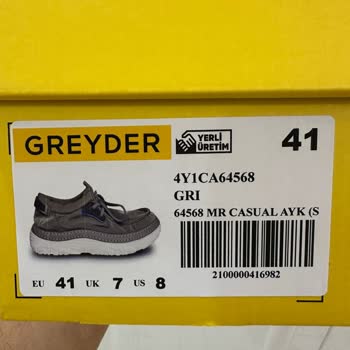 GREYDER
YERLİ
ÜRETİM
41
4Y1CA64568
GRI
64568 MR CASUAL AYK (S
EU 41 UK 7 US 8
2100000416982